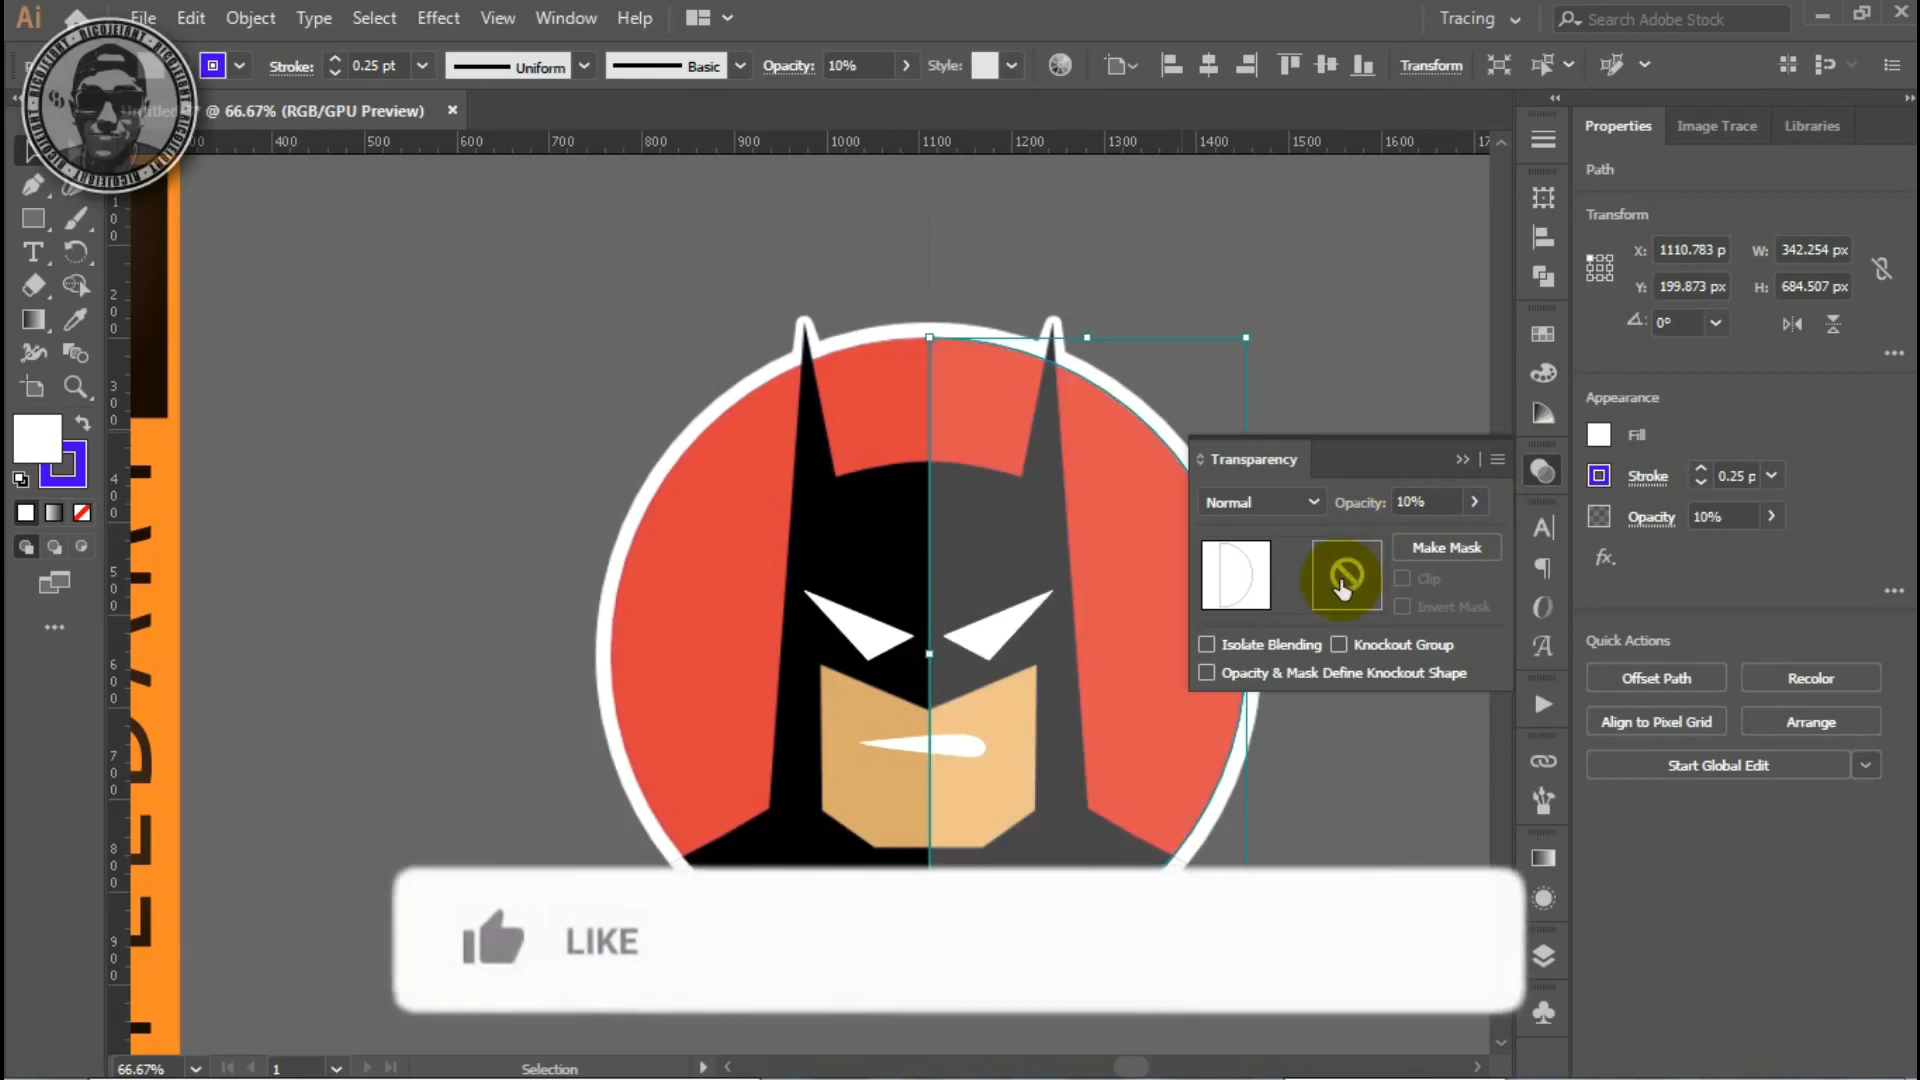 Ai File Edit Object Type Select Effect View Window Help Tracing Search Adobe Stock
Stroke: 0.25 pt Uniform Basic Opacity: 10% Style: Transform
RICOJEIGHT
@ 66.67% (RGB/GPU Preview)
400 500 600 700 800 900 1000 1100 1200 1300 1400 1500 1600
Properties Image Trace Libraries
Path
Transform
X: 1110.783 p W: 342.254 px
Y: 199.873 px H: 684.507 px
0°
Appearance
Fill
Stroke 0.25 p
Opacity 10%
fx.
Quick Actions
Offset Path Recolor
Align to Pixel Grid Arrange
Start Global Edit
Transparency
Normal Opacity: 10%
Make Mask
Clip
Invert Mask
Isolate Blending Knockout Group
Opacity & Mask Define Knockout Shape
LIKE
66.67% 1 Selection